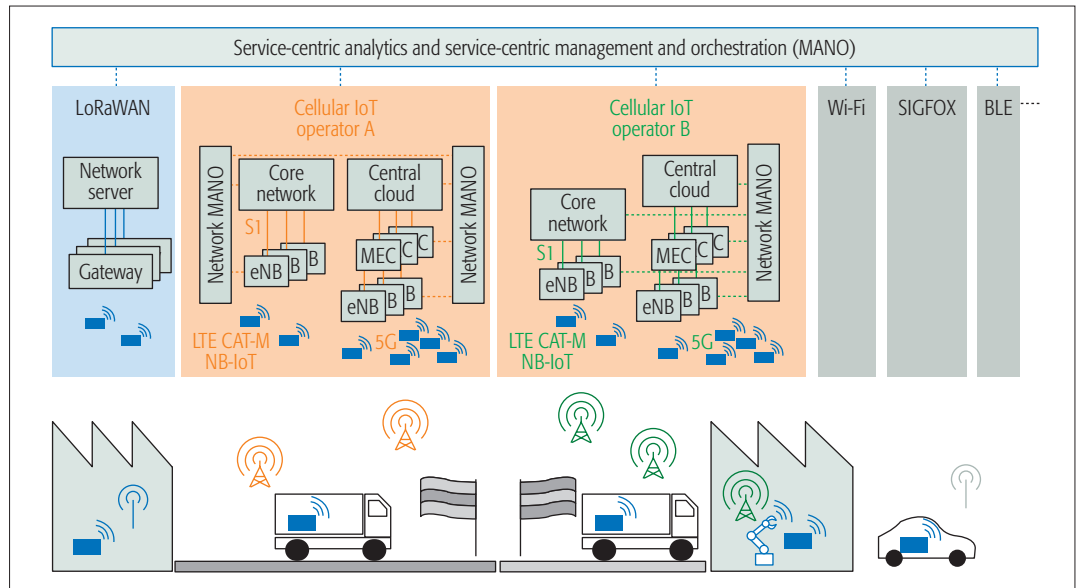 Service-centric analytics and service-centric management and orchestration (MANO)
LoRaWAN
Network
server
Gateway
Cellular IoT
operator A
Network MANO
Core
network
S1
eNB
B
B
Central
cloud
MEC
C
C
eNB
B
B
Network MANO
LTE CAT-M
NB-IoT
5G
Cellular IoT
operator B
Core
network
S1
eNB
B
B
Central
cloud
MEC
C
C
eNB
B
B
Network MANO
LTE CAT-M
NB-IoT
5G
Wi-Fi
SIGFOX
BLE